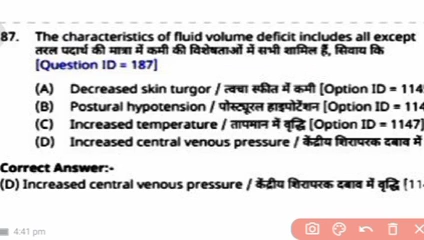 87. The characteristics of fluid volume deficit includes all except
तरल पदार्थ की मात्रा में कमी की विशेषताओं में सभी शामिल हैं, सिवाय कि
[Question ID = 187]
(A) Decreased skin turgor / त्वचा स्फीत में कमी [Option ID = 114
(B) Postural hypotension / पोस्ट्यूरल हाइपोटेंशन [Option ID = 114
(C) Increased temperature / तापमान में वृद्धि [Option ID = 1147]
(D) Increased central venous pressure / केंद्रीय शिरापरक दबाव में
Correct Answer:-
(D) Increased central venous pressure / केंद्रीय शिरापरक दबाव में वृद्धि [11
4:41 pm